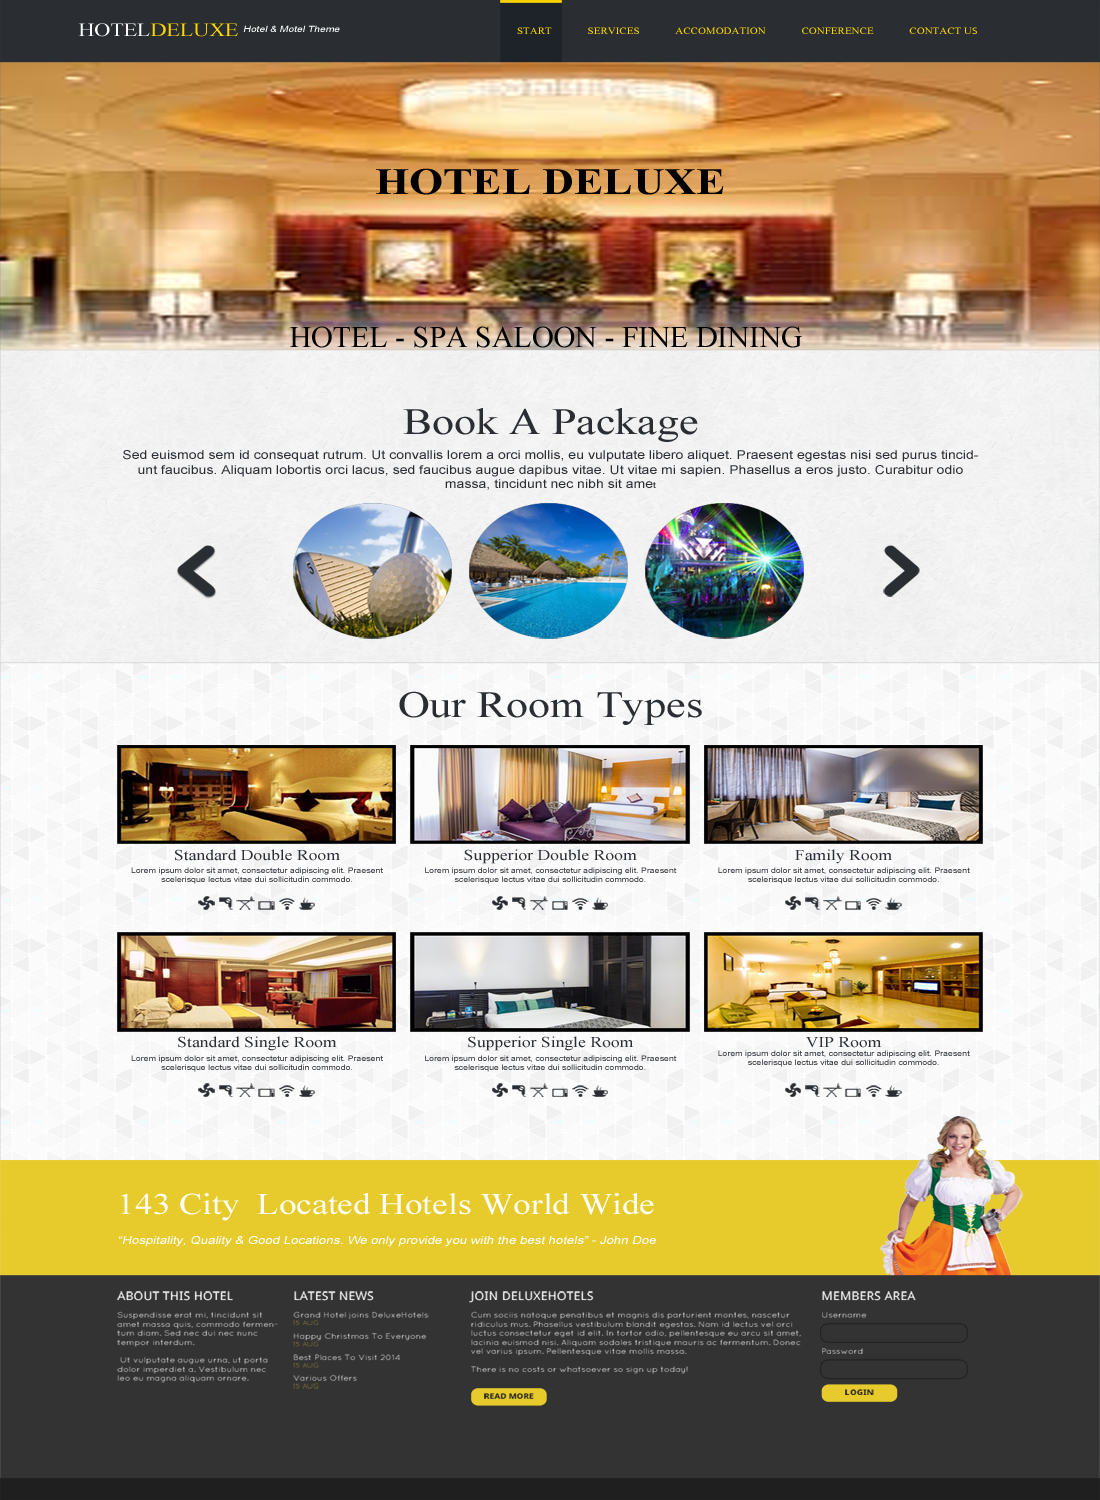 HOTELDELUXE Hotel & Motel Theme
START SERVICES ACCOMODATION CONFERENCE CONTACT US
HOTEL DELUXE
HOTEL - SPA SALOON - FINE DINING
Book A Package
Sed euismod sem id consequat rutrum. Ut convallis lorem a orci mollis, eu vulputate libero aliquet. Praesent egestas nisi sed purus tincid-
unt faucibus. Aliquam lobortis orci lacus, sed faucibus augue dapibus vitae. Ut vitae mi sapien. Phasellus a eros justo. Curabitur odio
massa, tincidunt nec nibh sit amet
5
Our Room Types
Standard Double Room
Lorem ipsum dolor sit amet, consectetur adipiscing elit. Praesent
scelerisque lectus vitae dui sollicitudin commodo.
Supperior Double Room
Lorem ipsum dolor sit amet, consectetur adipiscing elit. Praesent
scelerisque lectus vitae dui sollicitudin commodo.
Family Room
Lorem ipsum dolor sit amet, consectetur adipiscing elit. Praesent
scelerisque lectus vitae dui sollicitudin commodo.
Standard Single Room
Lorem ipsum dolor sit amet, consectetur adipiscing elit. Praesent
scelerisque lectus vitae dui sollicitudin commodo.
Supperior Single Room
Lorem ipsum dolor sit amet, consectetur adipiscing elit. Praesent
scelerisque lectus vitae dui sollicitudin commodo.
VIP Room
Lorem ipsum dolor sit amet, consectetur adipiscing elit. Praesent
scelerisque lectus vitae dui sollicitudin commodo.
143 City Located Hotels World Wide
“Hospitality, Quality & Good Locations. We only provide you with the best hotels” - John Doe
ABOUT THIS HOTEL
Suspendisse erat mi, tincidunt sit
amet massa quis, commodo fermen-
tum diam. Sed nec dui nec nunc
tempor interdum.
Ut vulputate augue urna, ut porta
dolor imperdiet a. Vestibulum nec
leo eu magna aliquam ornare.
LATEST NEWS
Grand Hotel joins DeluxeHotels
15 AUG
Happy Christmas To Everyone
15 AUG
Best Places To Visit 2014
15 AUG
Various Offers
15 AUG
JOIN DELUXEHOTELS
Cum sociis natoque penatibus et magnis dis parturient montes, nascetur
ridiculus mus. Phasellus vestibulum blandit egestas. Nam id lectus vel orci
luctus consectetur eget id elit. In tortor odio, pellentesque eu arcu sit amet,
lacinia euismod nisi. Aliquam sodales tristique mauris ac fermentum. Donec
vel varius ipsum. Pellentesque vitae mollis massa.
There is no costs or whatsoever so sign up today!
READ MORE
MEMBERS AREA
Username
Password
LOGIN